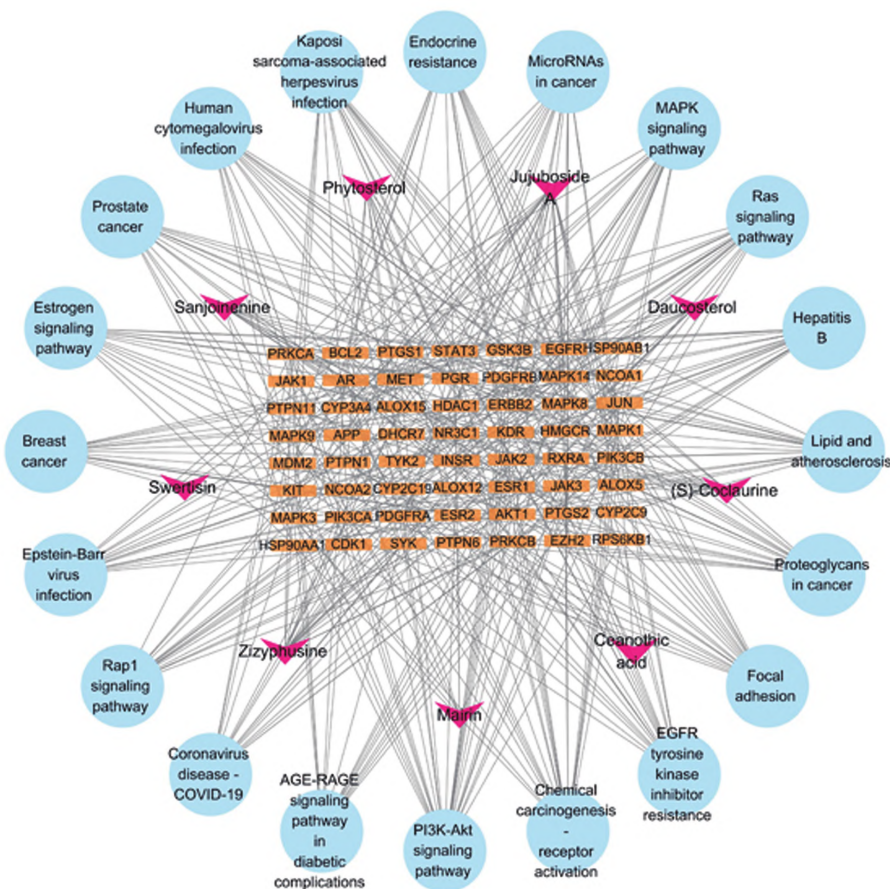 Kaposi
sarcoma-associated
herpesvirus
infection
Endocrine
resistance
MicroRNAs
in cancer
Human
cytomegalovirus
infection
MAPK
signaling
pathway
Phytosterol
Jujuboside
A
Prostate
cancer
Ras
signaling
pathway
Sanjoinenine
Daucosterol
Estrogen
signaling
pathway
Hepatitis
B
PRKCA BCL2 PTGS1 STAT3 GSK3B EGFR HSP90AB1
JAK1 AR MET PGR PDGFRB MAPK14 NCOA1
PTPN11 CYP3A4 ALOX15 HDAC1 ERBB2 MAPK8 JUN
MAPK9 APP DHCR7 NR3C1 KDR HMGCR MAPK1
MDM2 PTPN1 TYK2 INSR JAK2 RXRA PIK3CB
KIT NCOA2 CYP2C19 ALOX12 ESR1 JAK3 ALOX5
MAPK3 PIK3CA PDGFRA ESR2 AKT1 PTGS2 CYP2C9
HSP90AA1 CDK1 SYK PTPN6 PRKCB EZH2 RPS6KB1
Breast
cancer
Lipid and
atherosclerosis
Swertisin
(S)-Coclaurine
Epstein-Barr
virus
infection
Proteoglycans
in cancer
Zizyphusine
Ceanothic
acid
Rap1
signaling
pathway
Focal
adhesion
Mairin
Coronavirus
disease -
COVID-19
EGFR
tyrosine
kinase
inhibitor
resistance
AGE-RAGE
signaling
pathway
in
diabetic
complications
PI3K-Akt
signaling
pathway
Chemical
carcinogenesis
-
receptor
activation